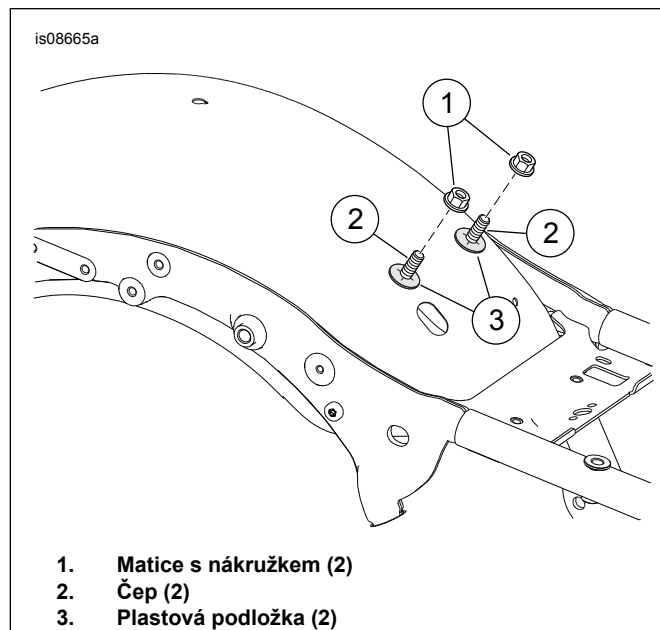 is08665a
1
2
2
3
1. Matice s nákružkem (2)
2. Čep (2)
3. Plastová podložka (2)